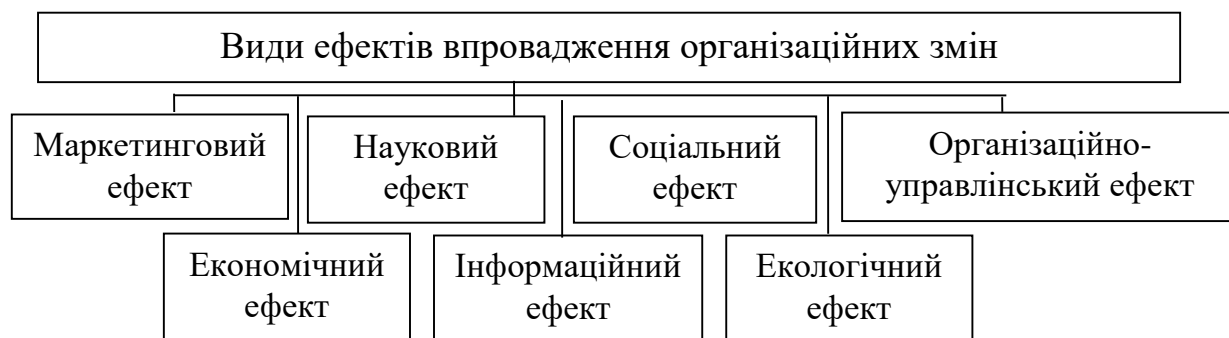 Види ефектів впровадження організаційних змін
Маркетинговий
ефект
Науковий
ефект
Соціальний
ефект
Організаційно-
управлінський ефект
Економічний
ефект
Інформаційний
ефект
Екологічний
ефект